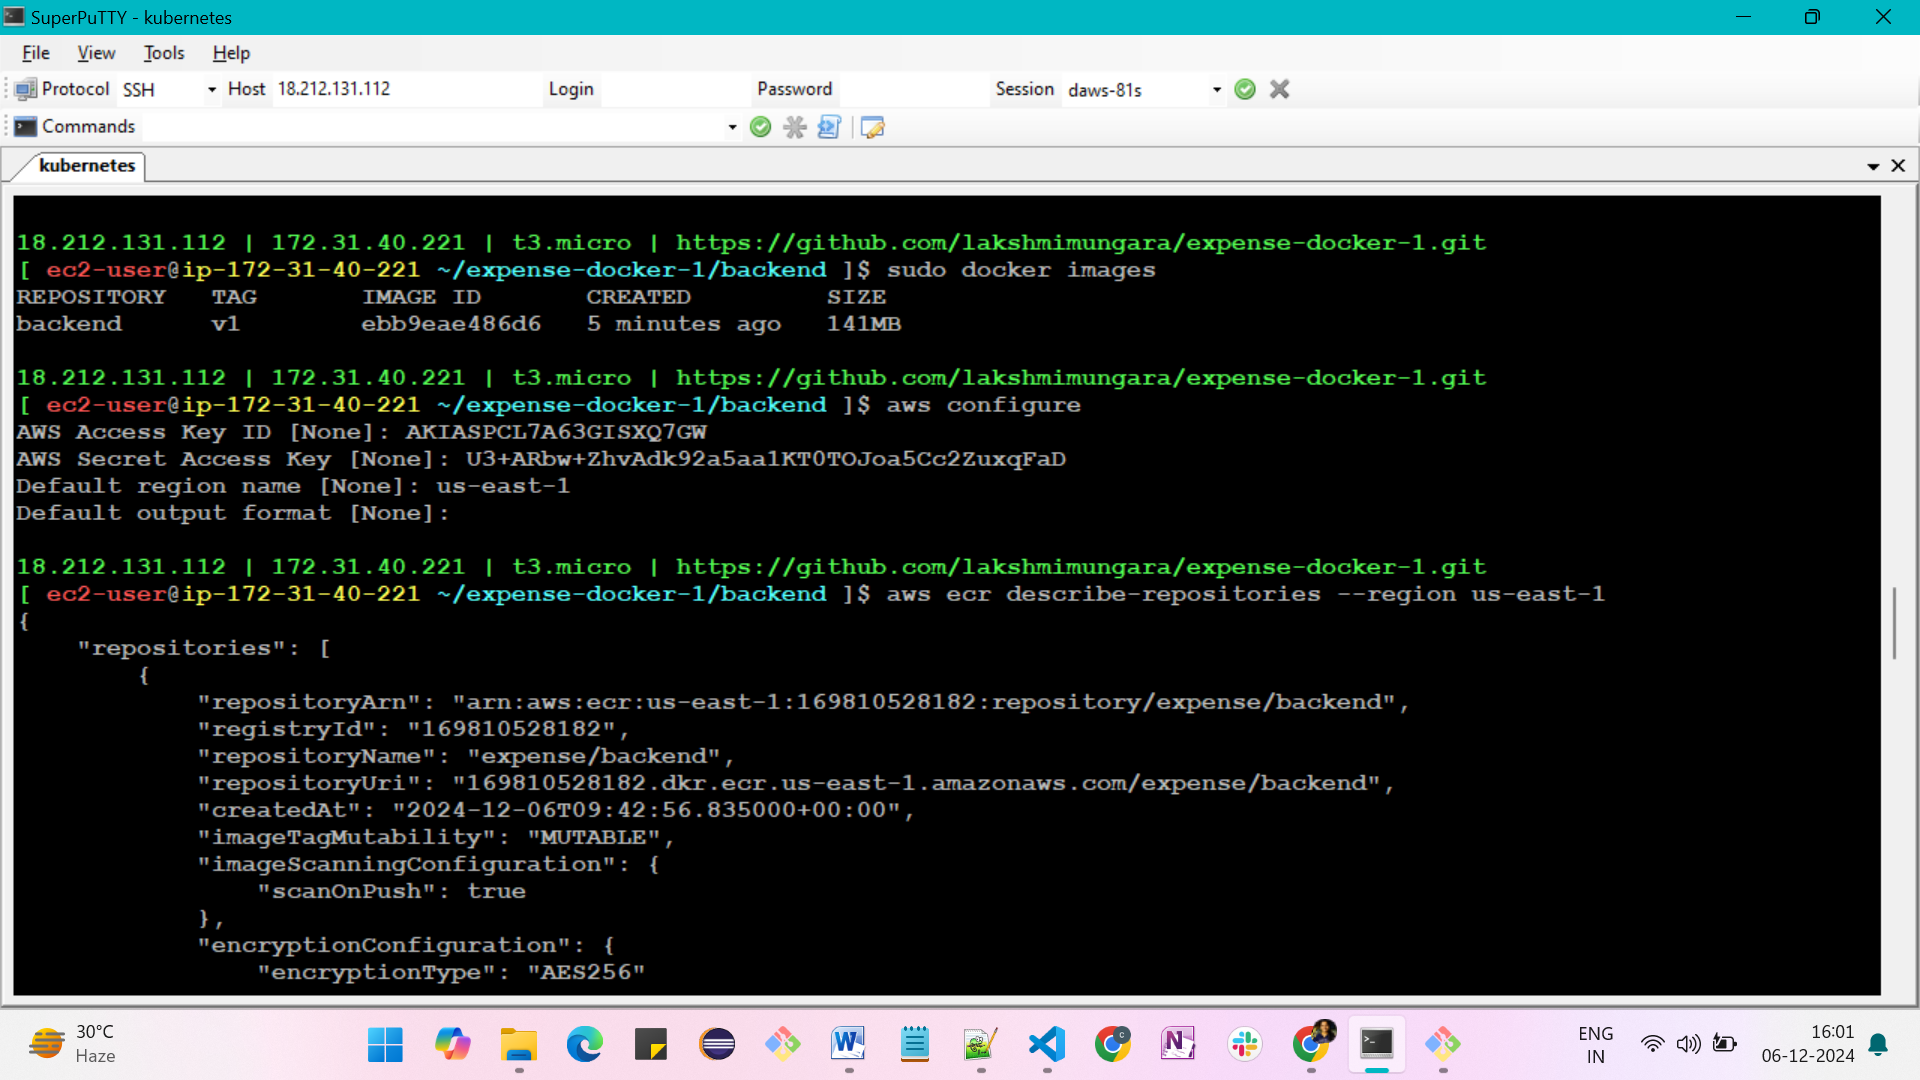 SuperPuTTY - kubernetes
File View Tools Help
Protocol SSH Host 18.212.131.112 Login Password Session daws-81s
Commands
kubernetes
18.212.131.112 | 172.31.40.221 | t3.micro | https://github.com/lakshmimungara/expense-docker-1.git
[ ec2-user@ip-172-31-40-221 ~/expense-docker-1/backend ]$ sudo docker images
REPOSITORY TAG IMAGE ID CREATED SIZE
backend v1 ebb9eae486d6 5 minutes ago 141MB
18.212.131.112 | 172.31.40.221 | t3.micro | https://github.com/lakshmimungara/expense-docker-1.git
[ ec2-user@ip-172-31-40-221 ~/expense-docker-1/backend ]$ aws configure
AWS Access Key ID [None]: AKIASPCL7A63GISXQ7GW
AWS Secret Access Key [None]: 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
Default region name [None]: us-east-1
Default output format [None]:
18.212.131.112 | 172.31.40.221 | t3.micro | https://github.com/lakshmimungara/expense-docker-1.git
[ ec2-user@ip-172-31-40-221 ~/expense-docker-1/backend ]$ aws ecr describe-repositories --region us-east-1
{
"repositories": [
{
"repositoryArn": "arn:aws:ecr:us-east-1:169810528182:repository/expense/backend",
"registryId": "169810528182",
"repositoryName": "expense/backend",
"repositoryUri": "169810528182.dkr.ecr.us-east-1.amazonaws.com/expense/backend",
"createdAt": "2024-12-06T09:42:56.835000+00:00",
"imageTagMutability": "MUTABLE",
"imageScanningConfiguration": {
"scanOnPush": true
},
"encryptionConfiguration": {
"encryptionType": "AES256"
30°C
Haze
ENG
IN
16:01
06-12-2024